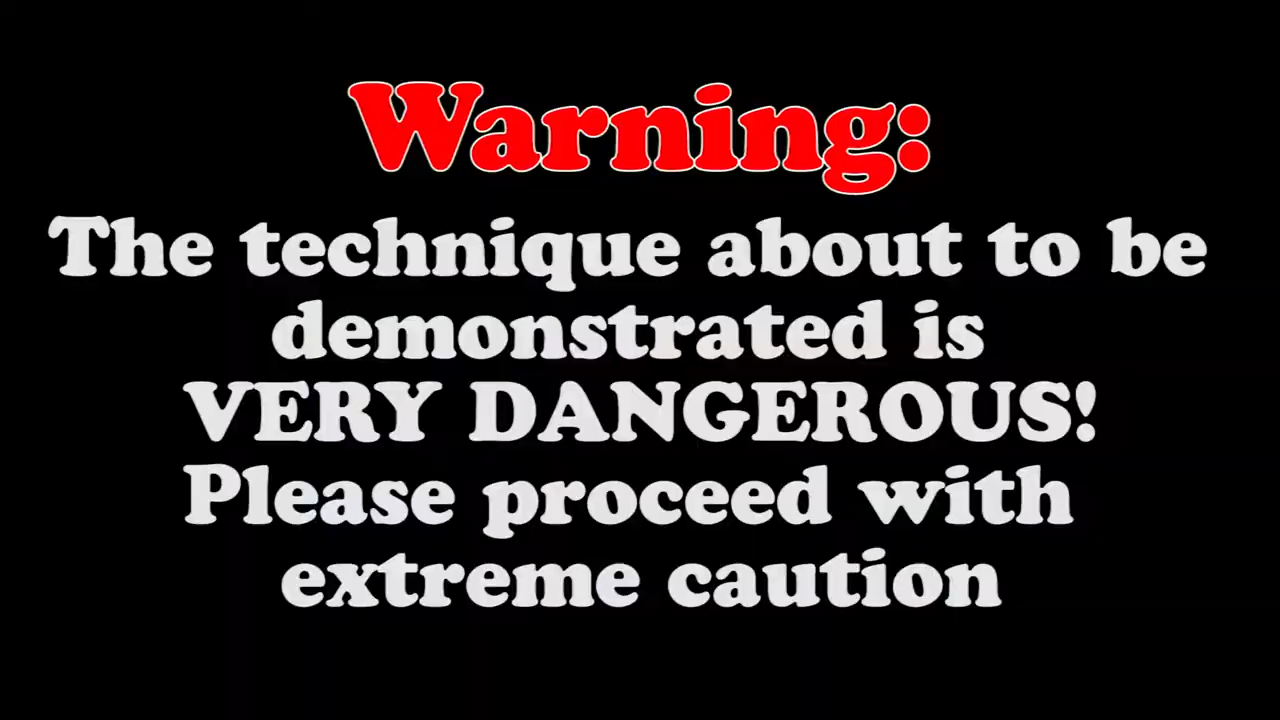 Warning:
The technique about to be
demonstrated is
VERY DANGEROUS!
Please proceed with
extreme caution